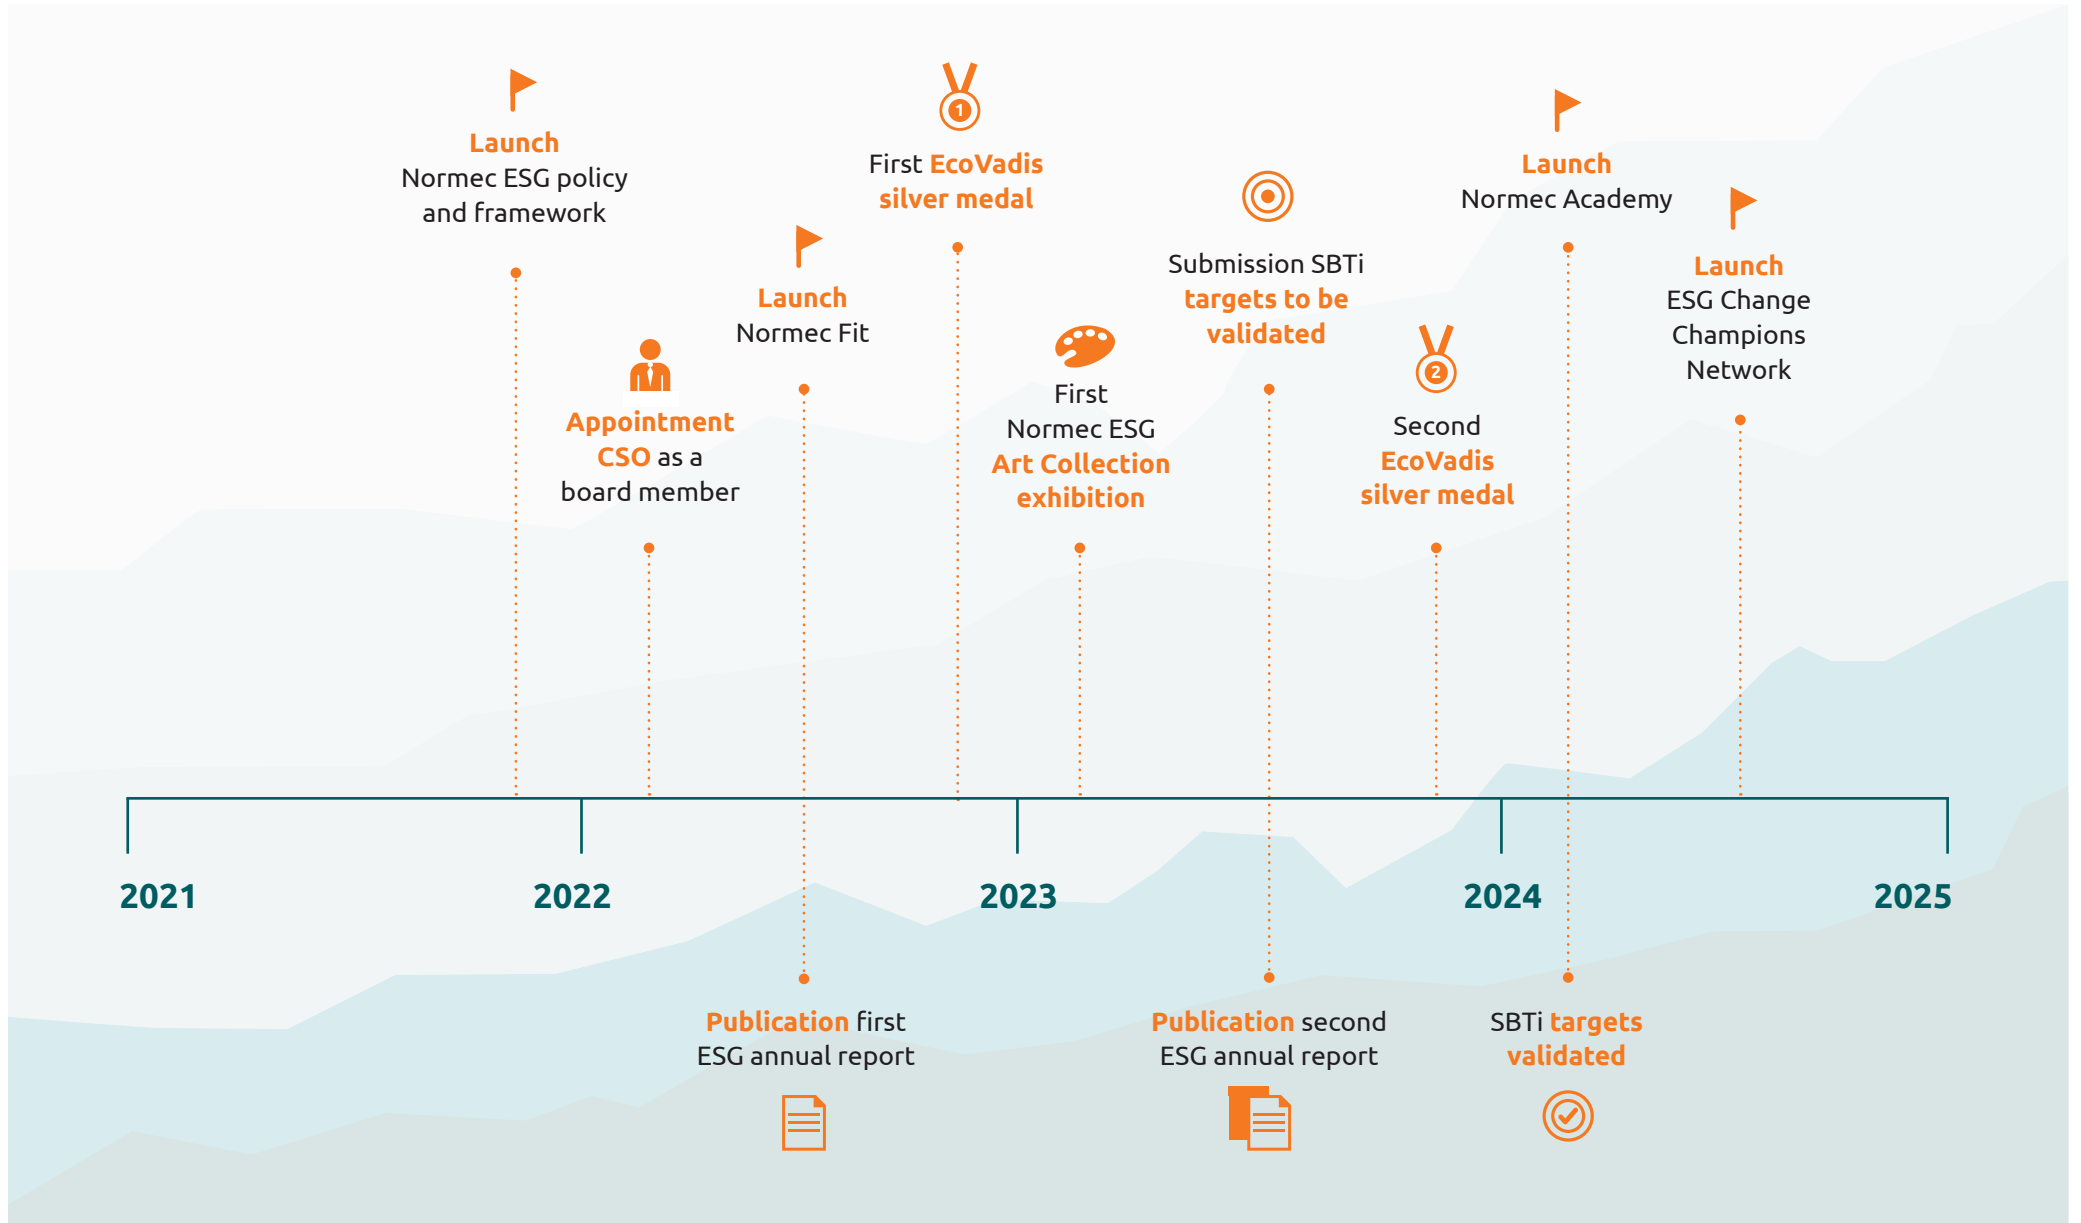 Launch
Normec ESG policy
and framework
Appointment
CSO as a
board member
Launch
Normec Fit
1
First EcoVadis
silver medal
First
Normec ESG
Art Collection
exhibition
Submission SBTi
targets to be
validated
2
Second
EcoVadis
silver medal
Launch
Normec Academy
Launch
ESG Change
Champions
Network
2021
2022
2023
2024
2025
Publication first
ESG annual report
Publication second
ESG annual report
SBTi targets
validated